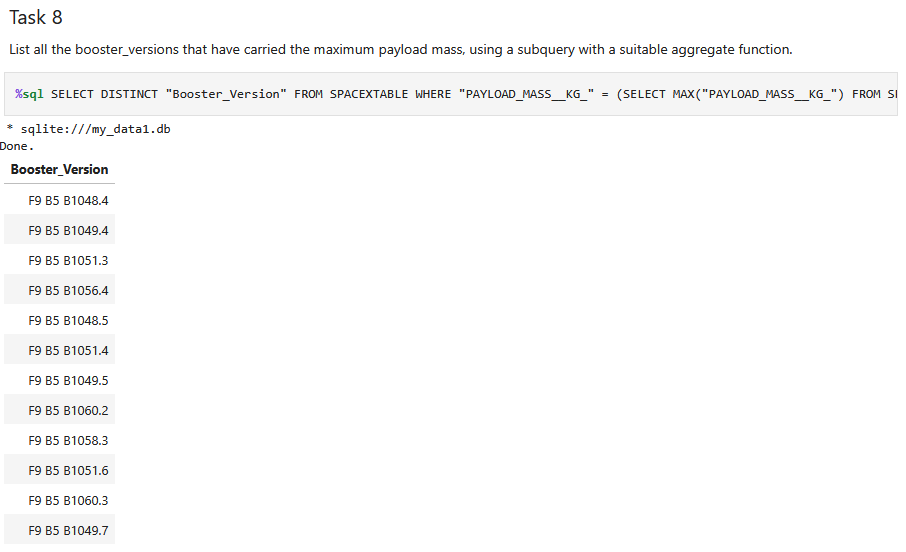 Task 8
List all the booster_versions that have carried the maximum payload mass, using a subquery with a suitable aggregate function.
%sql SELECT DISTINCT "Booster_Version" FROM SPACEXTABLE WHERE "PAYLOAD_MASS__KG_" = (SELECT MAX("PAYLOAD_MASS__KG_") FROM
* sqlite:///my_data1.db
Done.
Booster_Version
F9 B5 B1048.4
F9 B5 B1049.4
F9 B5 B1051.3
F9 B5 B1056.4
F9 B5 B1048.5
F9 B5 B1051.4
F9 B5 B1049.5
F9 B5 B1060.2
F9 B5 B1058.3
F9 B5 B1051.6
F9 B5 B1060.3
F9 B5 B1049.7